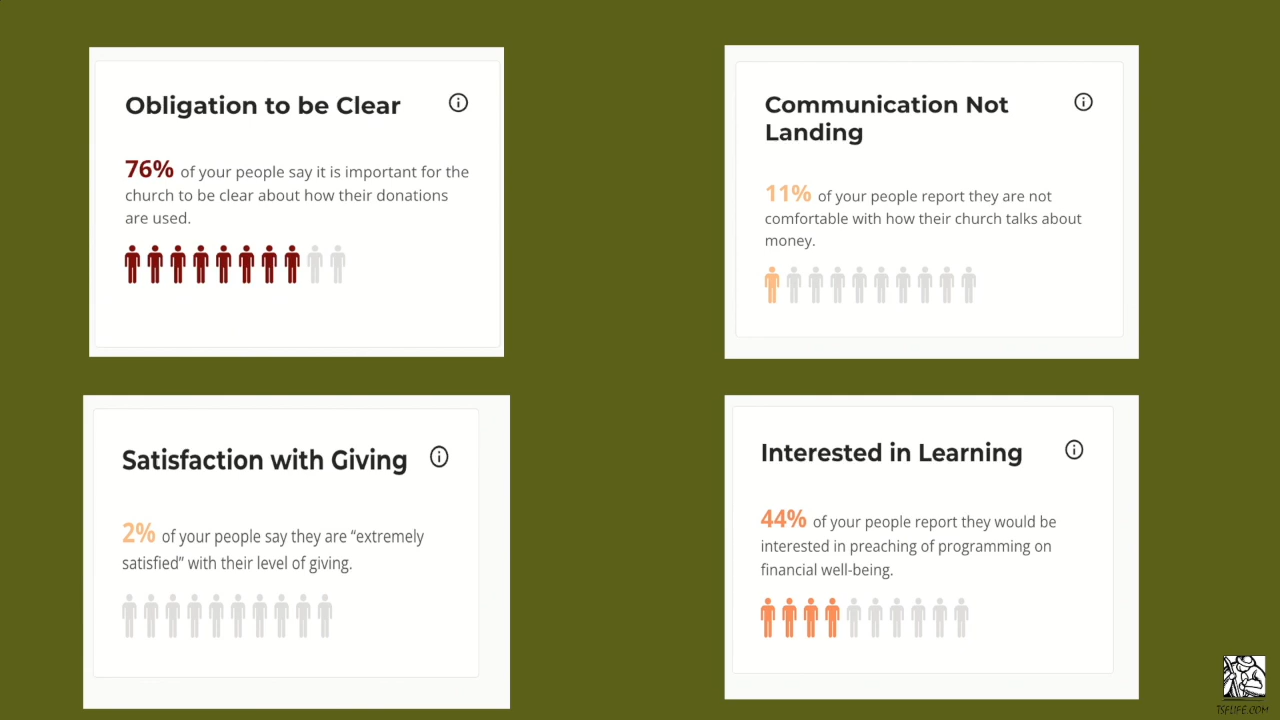 Obligation to be Clear
76% of your people say it is important for the
church to be clear about how their donations
are used.
Communication Not
Landing
11% of your people report they are not
comfortable with how their church talks about
money.
Satisfaction with Giving
2% of your people say they are “extremely
satisfied” with their level of giving.
Interested in Learning
44% of your people report they would be
interested in preaching of programming on
financial well-being.